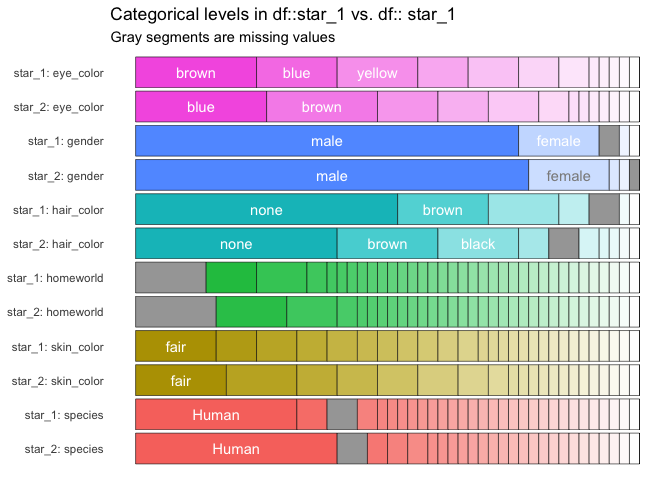 Categorical levels in df::star_1 vs. df:: star_1
Gray segments are missing values
star_1: eye_color brown blue yellow
star_2: eye_color blue brown
star_1: gender male female
star_2: gender male female
star_1: hair_color none brown
star_2: hair_color none brown black
star_1: homeworld
star_2: homeworld
star_1: skin_color fair
star_2: skin_color fair
star_1: species Human
star_2: species Human